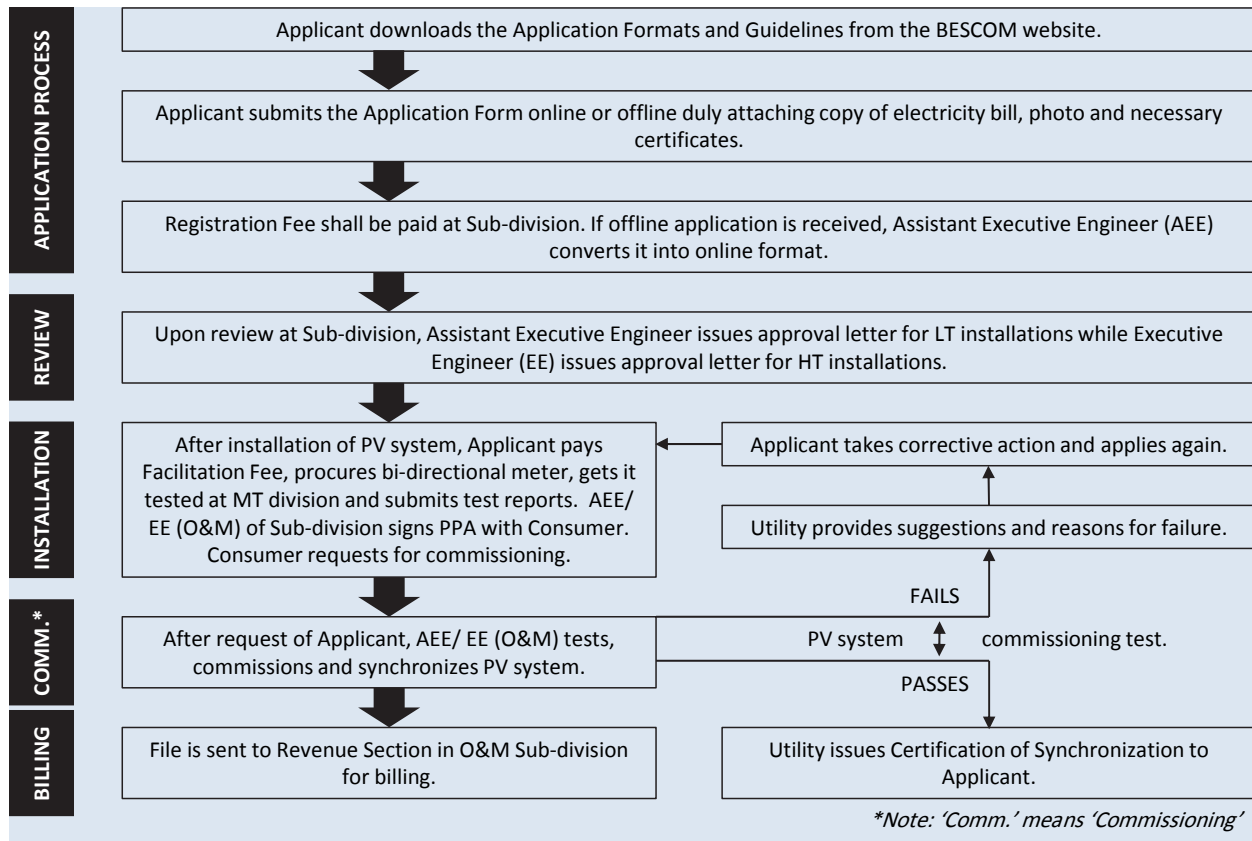 APPLICATION PROCESS
Applicant downloads the Application Formats and Guidelines from the BESCOM website.
Applicant submits the Application Form online or offline duly attaching copy of electricity bill, photo and necessary
certificates.
Registration Fee shall be paid at Sub-division. If offline application is received, Assistant Executive Engineer (AEE)
converts it into online format.
REVIEW
Upon review at Sub-division, Assistant Executive Engineer issues approval letter for LT installations while Executive
Engineer (EE) issues approval letter for HT installations.
INSTALLATION
After installation of PV system, Applicant pays
Facilitation Fee, procures bi-directional meter, gets it
tested at MT division and submits test reports. AEE/
EE (O&M) of Sub-division signs PPA with Consumer.
Consumer requests for commissioning.
Applicant takes corrective action and applies again.
Utility provides suggestions and reasons for failure.
COMM.*
After request of Applicant, AEE/ EE (O&M) tests,
commissions and synchronizes PV system.
FAILS
PV system commissioning test.
PASSES
BILLING
File is sent to Revenue Section in O&M Sub-division
for billing.
Utility issues Certification of Synchronization to
Applicant.
*Note: ‘Comm.’ means ‘Commissioning’